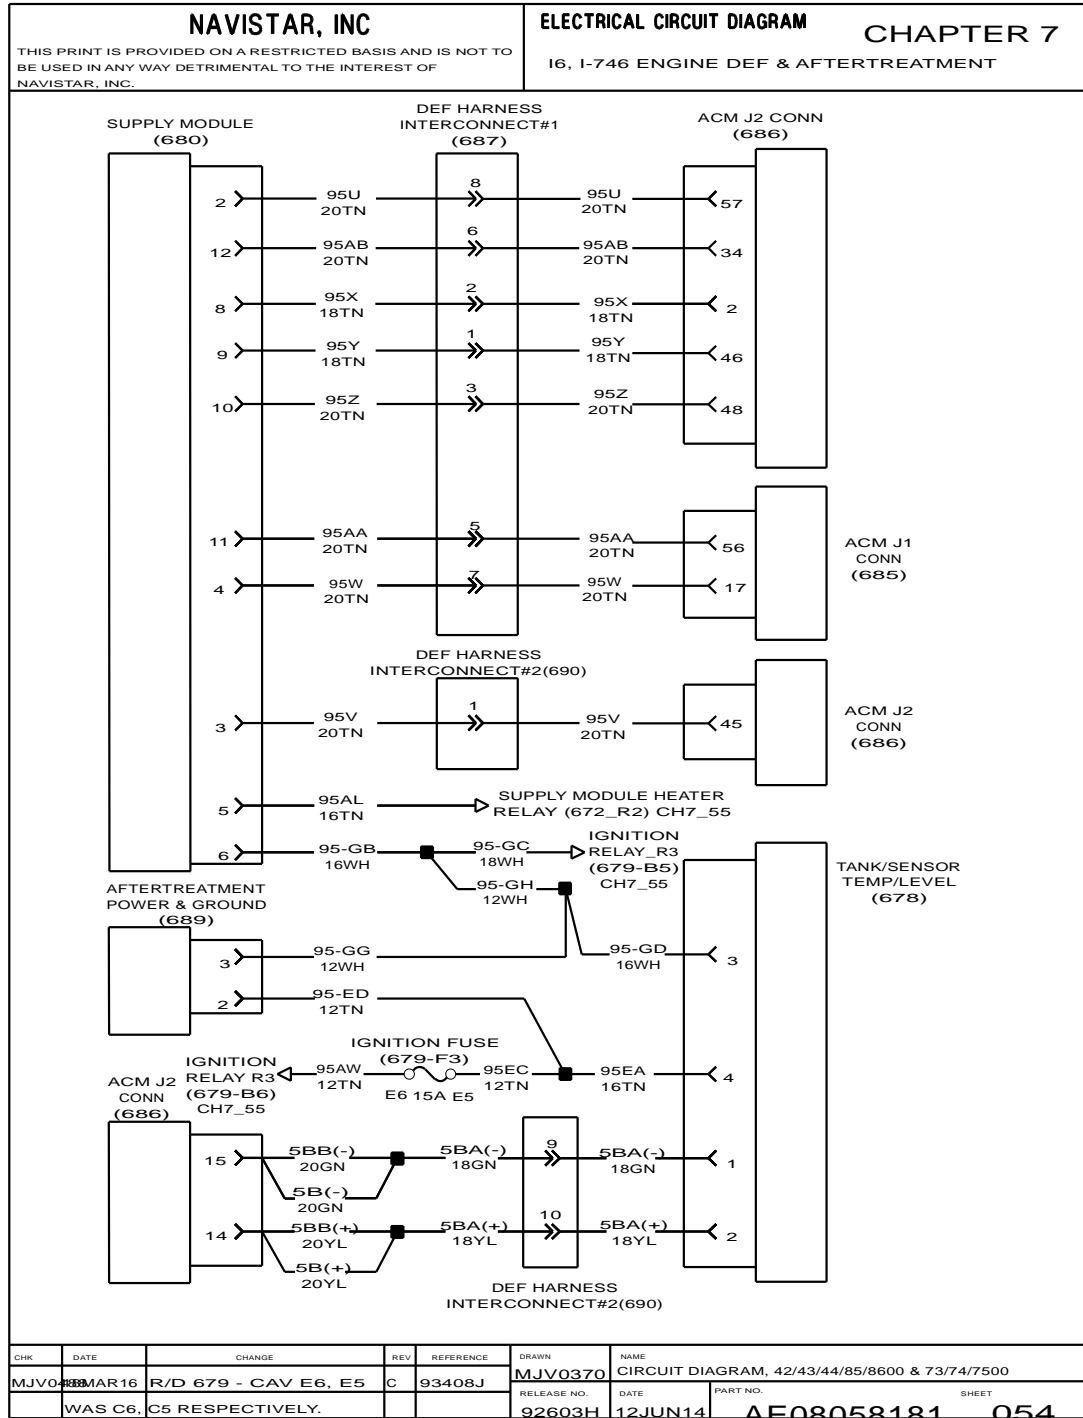 NAVISTAR, INC
THIS PRINT IS PROVIDED ON A RESTRICTED BASIS AND IS NOT TO
BE USED IN ANY WAY DETRIMENTAL TO THE INTEREST OF
NAVISTAR, INC.
ELECTRICAL CIRCUIT DIAGRAM
CHAPTER 7
I6, I-746 ENGINE DEF & AFTERTREATMENT
SUPPLY MODULE
(680)
DEF HARNESS
INTERCONNECT#1
(687)
ACM J2 CONN
(686)
2 95U 20TN 8 95U 20TN 57
12 95AB 20TN 6 95AB 20TN 34
8 95X 18TN 2 95X 18TN 2
9 95Y 18TN 1 95Y 18TN 46
10 95Z 20TN 3 95Z 20TN 48
11 95AA 20TN 5 95AA 20TN 56
4 95W 20TN 7 95W 20TN 17
ACM J1
CONN
(685)
DEF HARNESS
INTERCONNECT#2(690)
3 95V 20TN 1 95V 20TN 45
ACM J2
CONN
(686)
5 95AL 16TN
SUPPLY MODULE HEATER
RELAY (672_R2) CH7_55
6 95-GB 16WH 95-GC 18WH
IGNITION
RELAY_R3
(679-B5)
CH7_55
95-GH
12WH
TANK/SENSOR
TEMP/LEVEL
(678)
AFTERTREATMENT
POWER & GROUND
(689)
3 95-GG 12WH 95-GD 16WH 3
2 95-ED 12TN
IGNITION FUSE
(679-F3)
IGNITION
RELAY R3
(679-B6)
CH7_55
95AW 12TN E6 15A E5 95EC 12TN 95EA 16TN 4
ACM J2
CONN
(686)
15 5BB(-) 20GN 5BA(-) 18GN 9 5BA(-) 18GN 1
5B(-)
20GN
14 5BB(+) 20YL 5BA(+) 18YL 10 5BA(+) 18YL 2
5B(+)
20YL
DEF HARNESS
INTERCONNECT#2(690)
CHK DATE CHANGE REV REFERENCE DRAWN NAME
MAR16 R/D 679 - CAV E6, E5 C 93408J MJV0370 CIRCUIT DIAGRAM, 42/43/44/85/8600 & 73/74/7500
WAS C6, C5 RESPECTIVELY.
RELEASE NO. DATE PART NO. SHEET
92603H 12JUN14 AE08058181 054